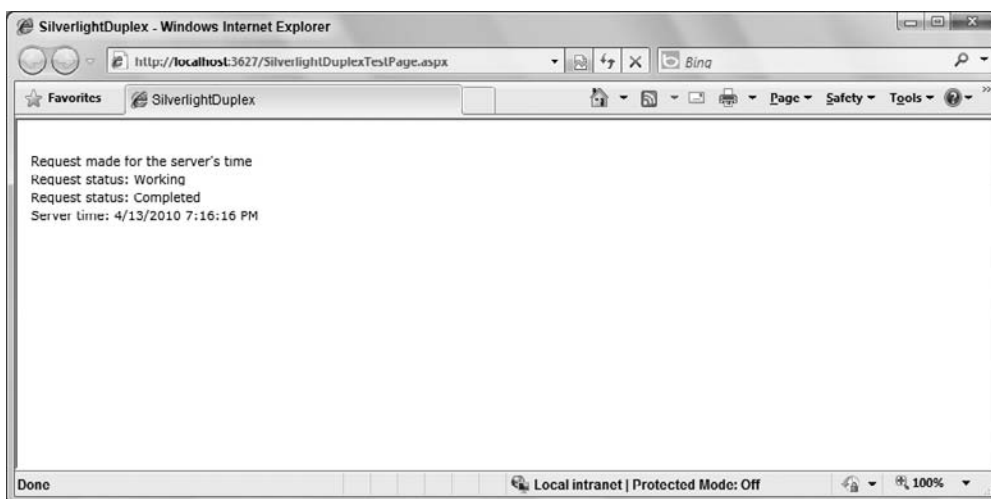 SilverlightDuplex - Windows Internet Explorer
http://localhost:3627/SilverlightDuplexTestPage.aspx
Bing
Favorites
SilverlightDuplex
Page
Safety
Tools
Request made for the server's time
Request status: Working
Request status: Completed
Server time: 4/13/2010 7:16:16 PM
Done
Local intranet | Protected Mode: Off
100%